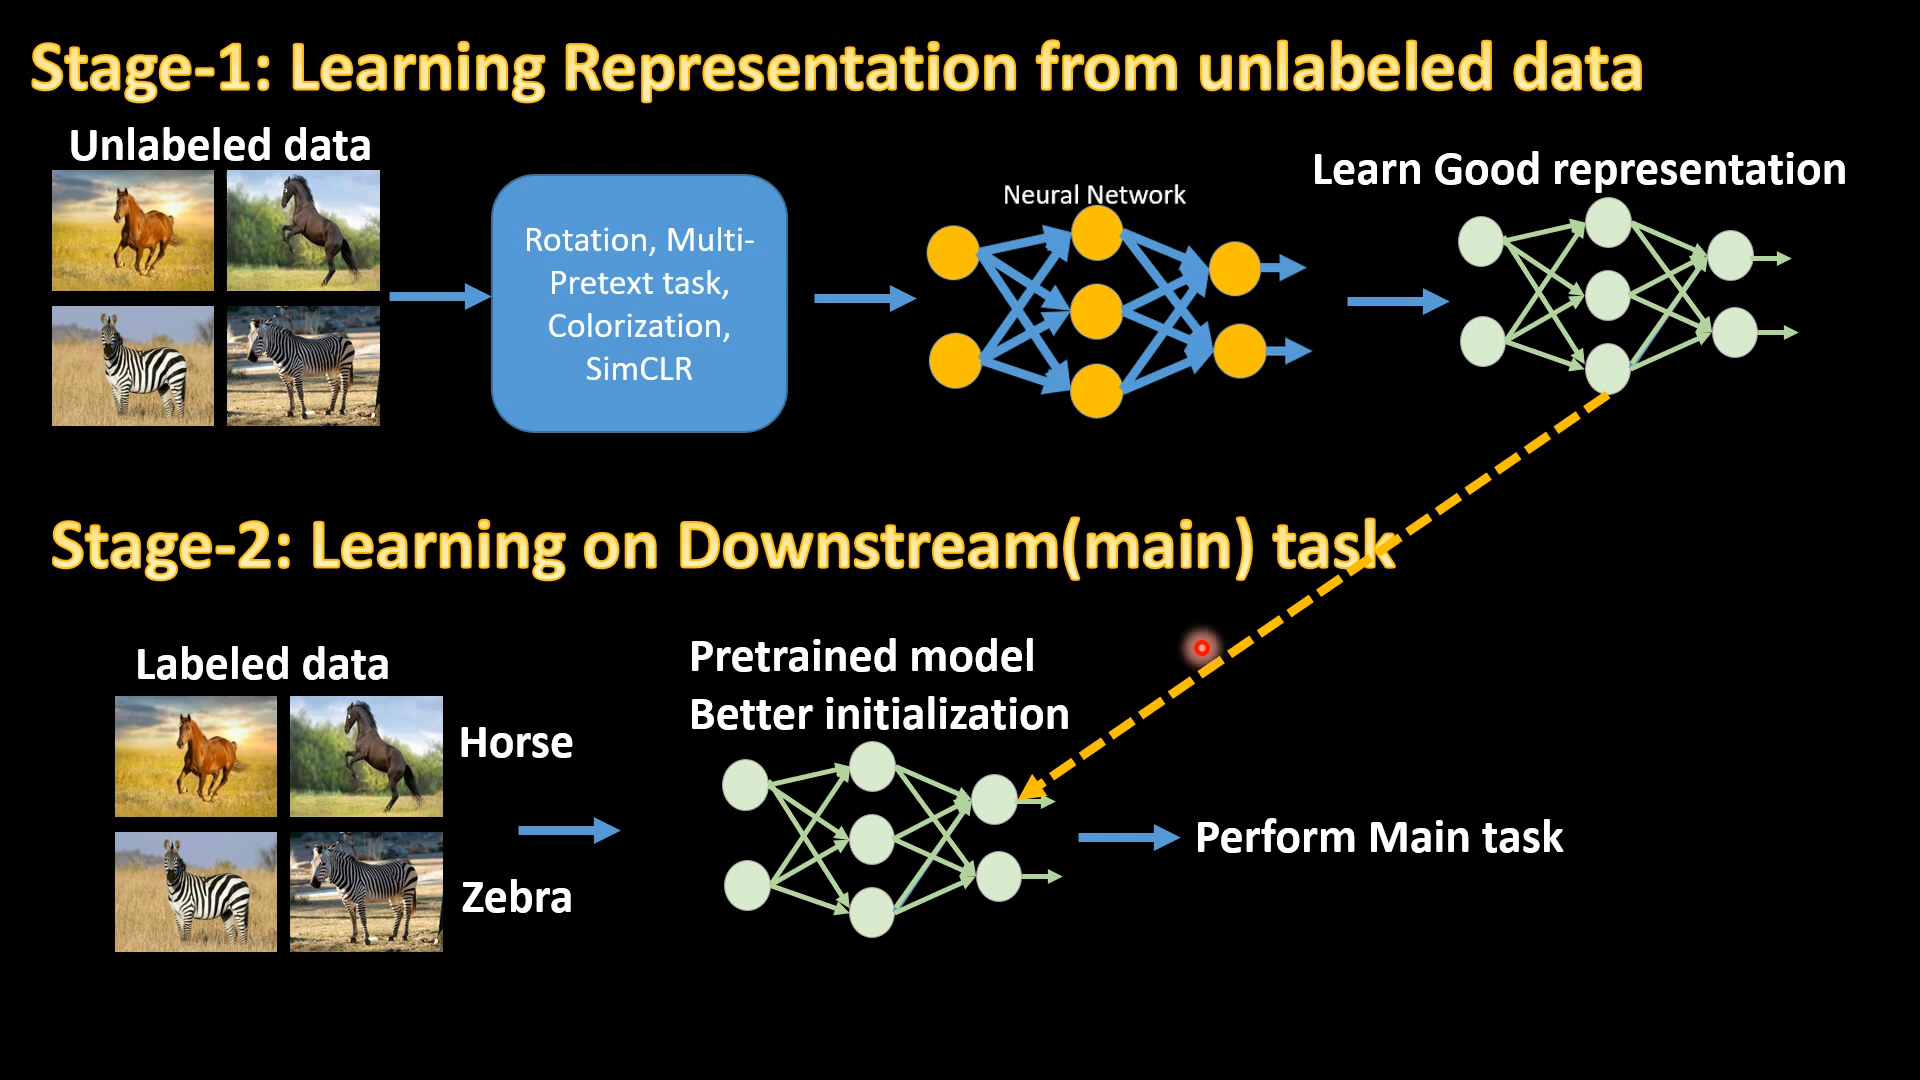 Stage-1: Learning Representation from unlabeled data
Unlabeled data
Rotation, Multi-
Pretext task,
Colorization,
SimCLR
Neural Network
Learn Good representation
Stage-2: Learning on Downstream(main) task
Labeled data
Horse
Zebra
Pretrained model
Better initialization
Perform Main task